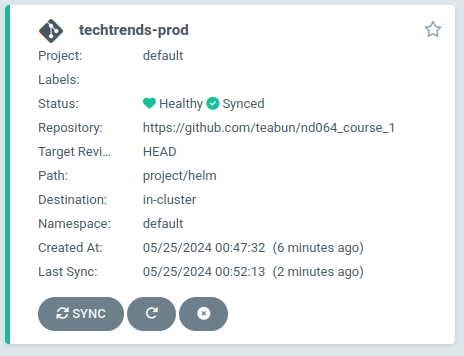 techtrends-prod
Project: default
Labels:
Status: Healthy Synced
Repository: https://github.com/teabun/nd064_course_1
Target Revi... HEAD
Path: project/helm
Destination: in-cluster
Namespace: default
Created At: 05/25/2024 00:47:32 (6 minutes ago)
Last Sync: 05/25/2024 00:52:13 (2 minutes ago)
SYNC